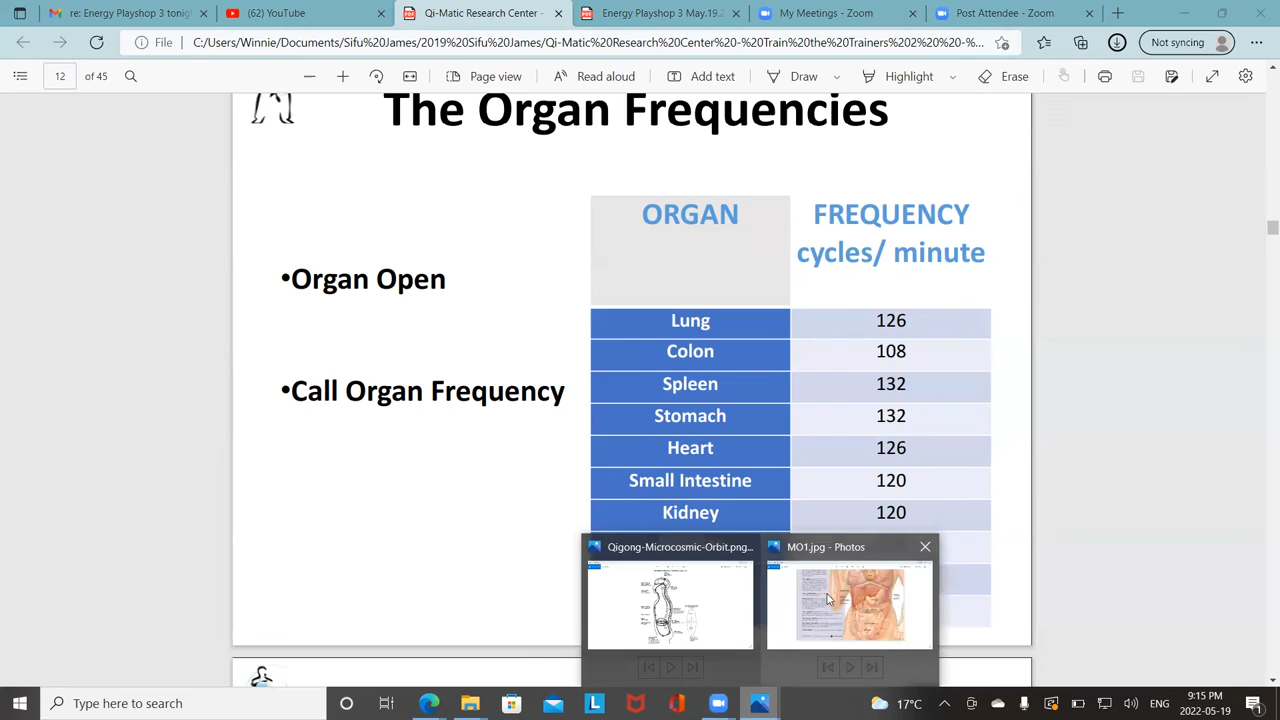 re: Energy Playshop 3 tonig
(62) YouTube
Qi-Matic Research Center -
Energy Playshop 3 May.19.2
My Meetings - Zoom
Post Attendee - Zoom
File
C:/Users/Winnie/Documents/Sifu%20James/2019%20Sifu%20James/Qi-Matic%20Research%20Center%20-%20Train%20the%20Trainers%202%20%20-%...
Not syncing
12 of 45
Page view
Read aloud
Add text
Draw
Highlight
Erase
The Organ Frequencies
•Organ Open
•Call Organ Frequency
ORGAN FREQUENCY
cycles/ minute
Lung 126
Colon 108
Spleen 132
Stomach 132
Heart 126
Small Intestine 120
Kidney 120
Qigong-Microcosmic-Orbit.png...
MO1.jpg - Photos
Type here to search
17°C
ENG
9:15 PM
2022-05-19